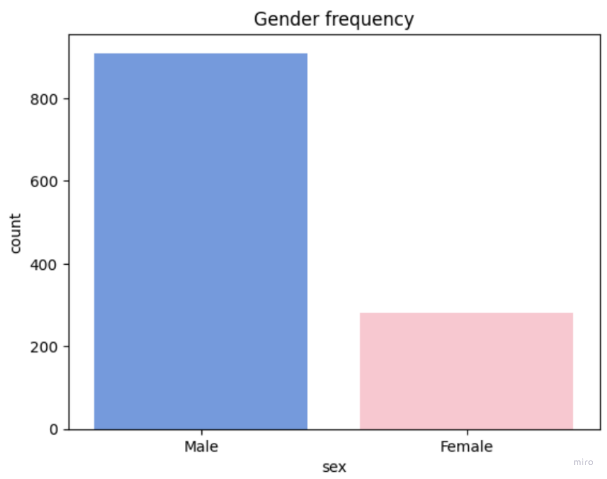 Gender frequency
count
800
600
400
200
0
Male Female
sex
miro